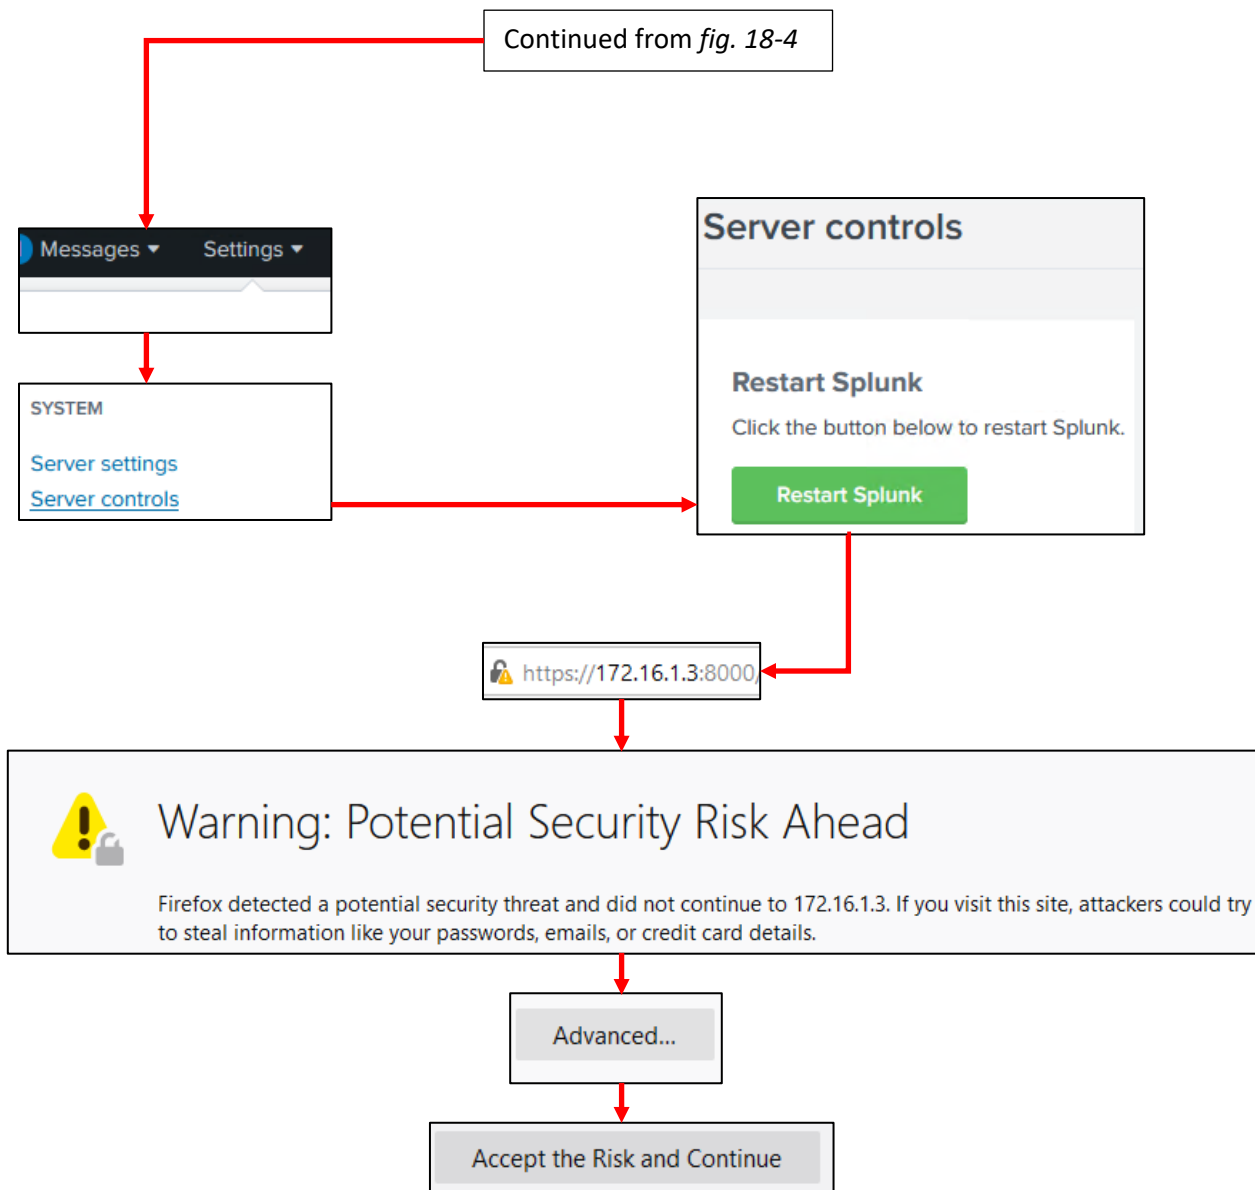 Continued from fig. 18-4
Messages Settings
SYSTEM
Server settings
Server controls
Server controls
Restart Splunk
Click the button below to restart Splunk.
Restart Splunk
https://172.16.1.3:8000/
Warning: Potential Security Risk Ahead
Firefox detected a potential security threat and did not continue to 172.16.1.3. If you visit this site, attackers could try
to steal information like your passwords, emails, or credit card details.
Advanced...
Accept the Risk and Continue